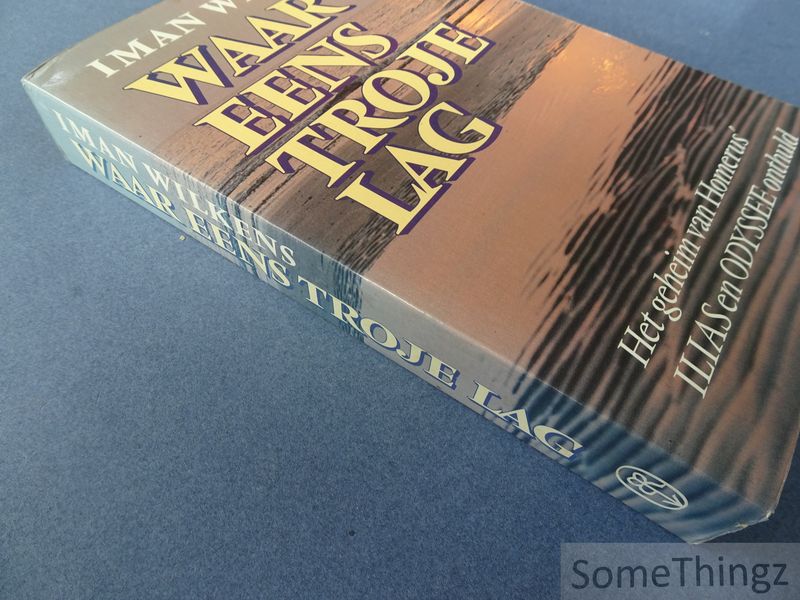 IMAN W
WAAR
EENS
TROJE
LAG
Het geheim van Homerus'
ILIAS en ODYSSEE onthuld
IMAN WILKENS
WAAR EENS TROJE LAG
SomeThingz